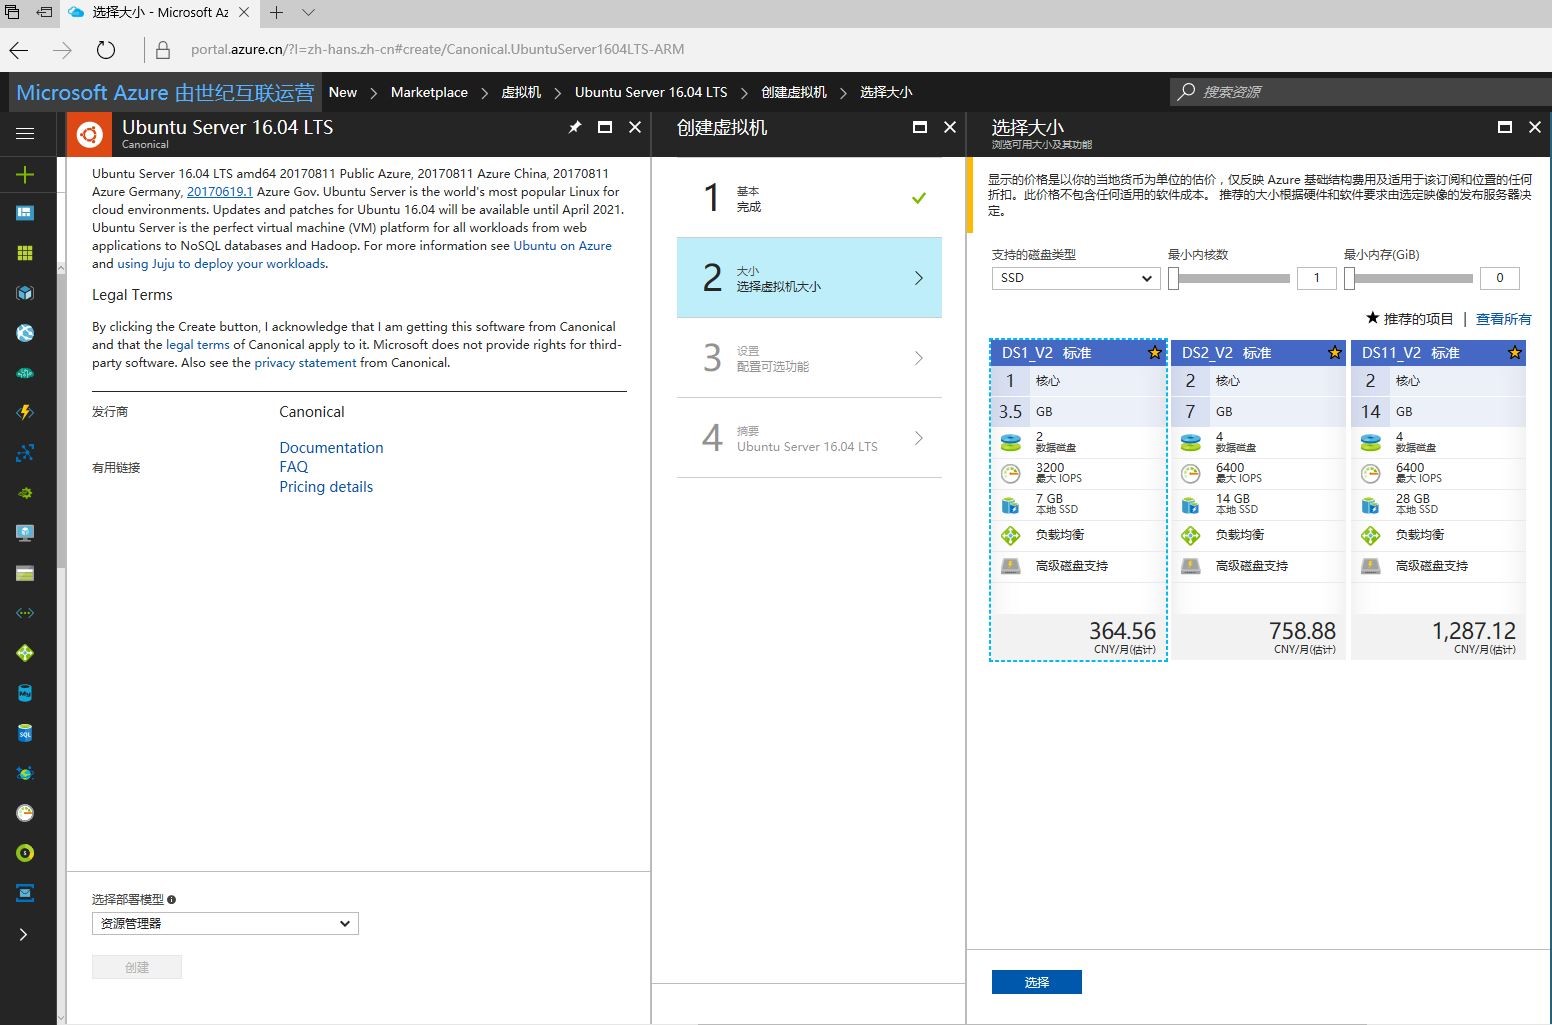 选择大小 - Microsoft Az
portal.azure.cn/?l=zh-hans.zh-cn#create/Canonical.UbuntuServer1604LTS-ARM
Microsoft Azure 由世纪互联运营
New > Marketplace > 虚拟机 > Ubuntu Server 16.04 LTS > 创建虚拟机 > 选择大小
搜索资源
Ubuntu Server 16.04 LTS
Canonical
Ubuntu Server 16.04 LTS amd64 20170811 Public Azure, 20170811 Azure China, 20170811
Azure Germany, 20170619.1 Azure Gov. Ubuntu Server is the world's most popular Linux for
cloud environments. Updates and patches for Ubuntu 16.04 will be available until April 2021.
Ubuntu Server is the perfect virtual machine (VM) platform for all workloads from web
applications to NoSQL databases and Hadoop. For more information see Ubuntu on Azure
and using Juju to deploy your workloads.
Legal Terms
By clicking the Create button, I acknowledge that I am getting this software from Canonical
and that the legal terms of Canonical apply to it. Microsoft does not provide rights for third-
party software. Also see the privacy statement from Canonical.
发行商
Canonical
有用链接
Documentation
FAQ
Pricing details
选择部署模型
资源管理器
创建
创建虚拟机
1
基本
完成
2
大小
选择虚拟机大小
3
设置
配置可选功能
4
摘要
Ubuntu Server 16.04 LTS
选择大小
浏览可用大小及其功能
显示的价格是以你的当地货币为单位的估价，仅反映 Azure 基础结构费用及适用于该订阅和位置的任何
折扣。此价格不包含任何适用的软件成本。 推荐的大小根据硬件和软件要求由选定映像的发布服务器决
定。
支持的磁盘类型
SSD
最小内核数
1
最小内存(GiB)
0
★ 推荐的项目 | 查看所有
DS1_V2 标准
1 核心
3.5 GB
2
数据磁盘
3200
最大 IOPS
7 GB
本地 SSD
负载均衡
高级磁盘支持
364.56
CNY/月(估计)
DS2_V2 标准
2 核心
7 GB
4
数据磁盘
6400
最大 IOPS
14 GB
本地 SSD
负载均衡
高级磁盘支持
758.88
CNY/月(估计)
DS11_V2 标准
2 核心
14 GB
4
数据磁盘
6400
最大 IOPS
28 GB
本地 SSD
负载均衡
高级磁盘支持
1,287.12
CNY/月(估计)
选择